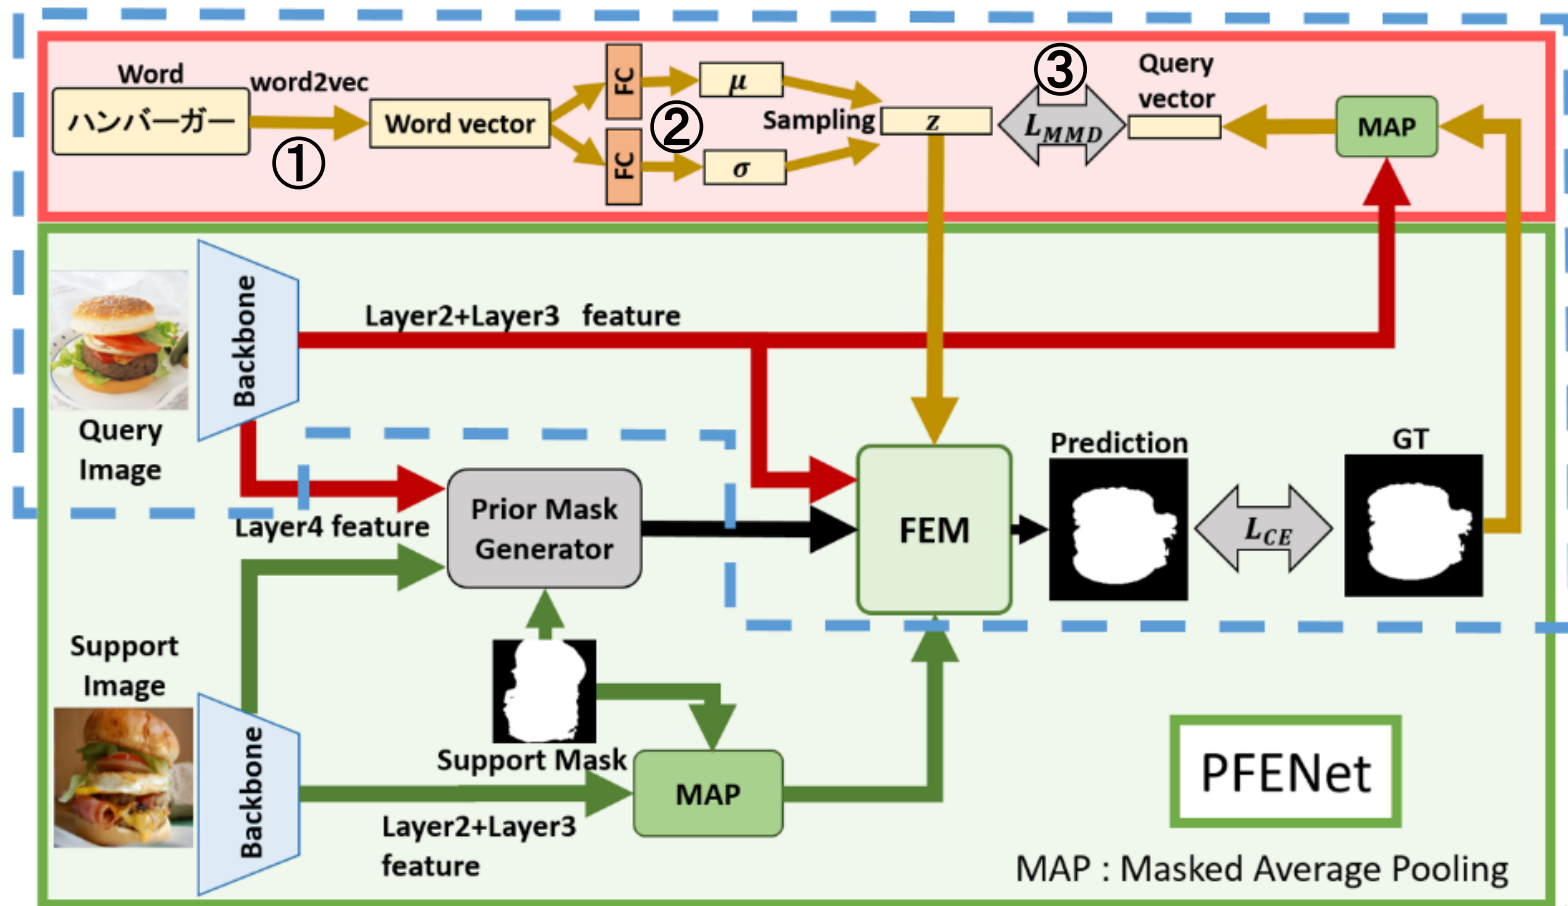 Word
word2vec
ハンバーガー
①
Word vector
FC
FC
②
μ
σ
Sampling
z
③
L_MMD
Query
vector
MAP
Backbone
Layer2+Layer3 feature
Query
Image
Layer4 feature
Prior Mask
Generator
FEM
Prediction
L_CE
GT
Support
Image
Backbone
Support Mask
MAP
Layer2+Layer3
feature
PFENet
MAP : Masked Average Pooling